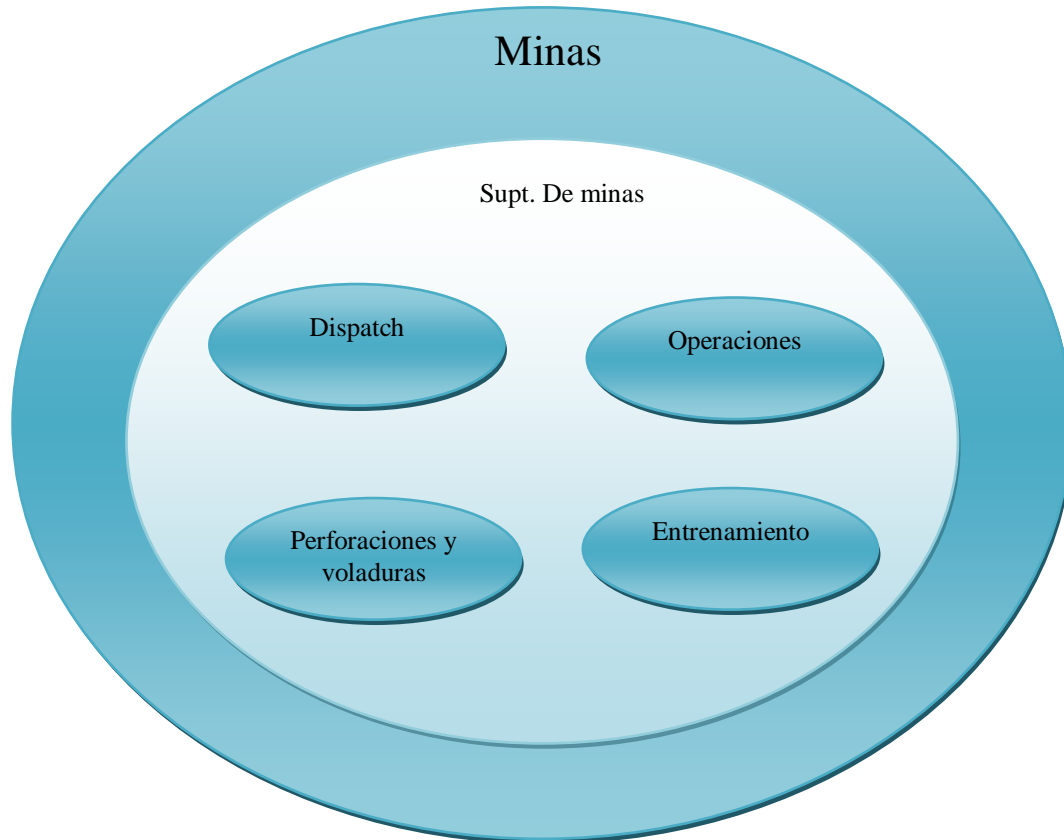 Minas
Supt. De minas
Dispatch
Operaciones
Perforaciones y
voladuras
Entrenamiento